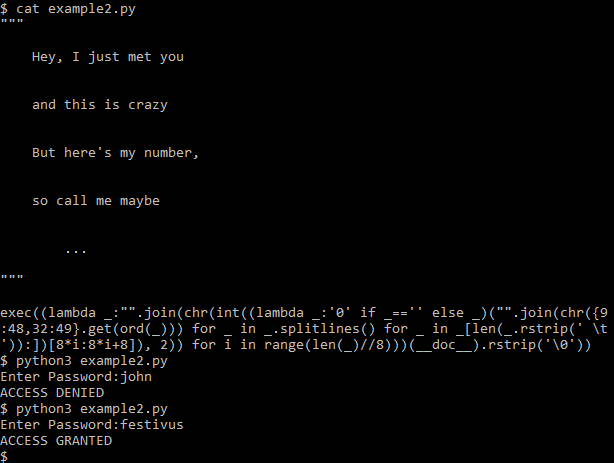 $ cat example2.py
"""
Hey, I just met you
and this is crazy
But here's my number,
so call me maybe
...
"""
exec((lambda _:"".join(chr(int((lambda _:'0' if _=='' else _)("".join(chr({9
:48,32:49}.get(ord(_))) for _ in _.splitlines() for _ in _[len(_.rstrip(' \t
')):])[8*i:8*i+8]), 2)) for i in range(len(_)//8)))(__doc__).rstrip('\0'))
$ python3 example2.py
Enter Password:john
ACCESS DENIED
$ python3 example2.py
Enter Password:festivus
ACCESS GRANTED
$